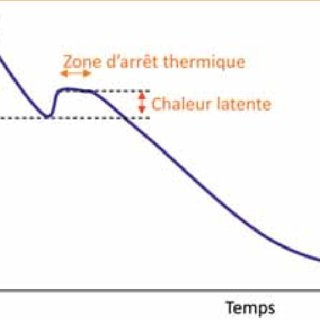 Zone d'arrêt thermique
Chaleur latente
Temps